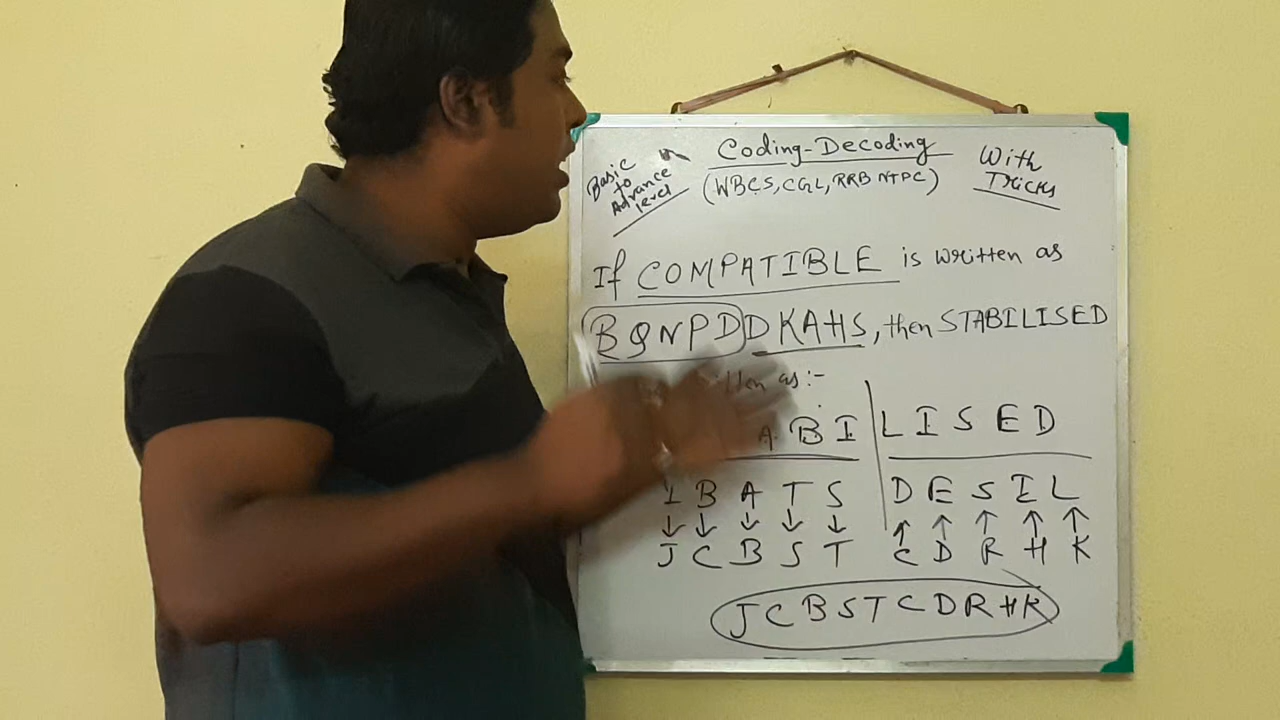 Coding-Decoding
(WBCS, CGL, RRB NTPC)
Basic
to
Advance
level
With
Tricks
If COMPATIBLE is written as
BQNPDDKAHS, then STABILISED
as:-
A B I L I S E D
I B A T S D E S I L
↓ ↓ ↓ ↓ ↓ ↑ ↑ ↑ ↑ ↑
J C B S T C D R H K
JCBSTCDRHK